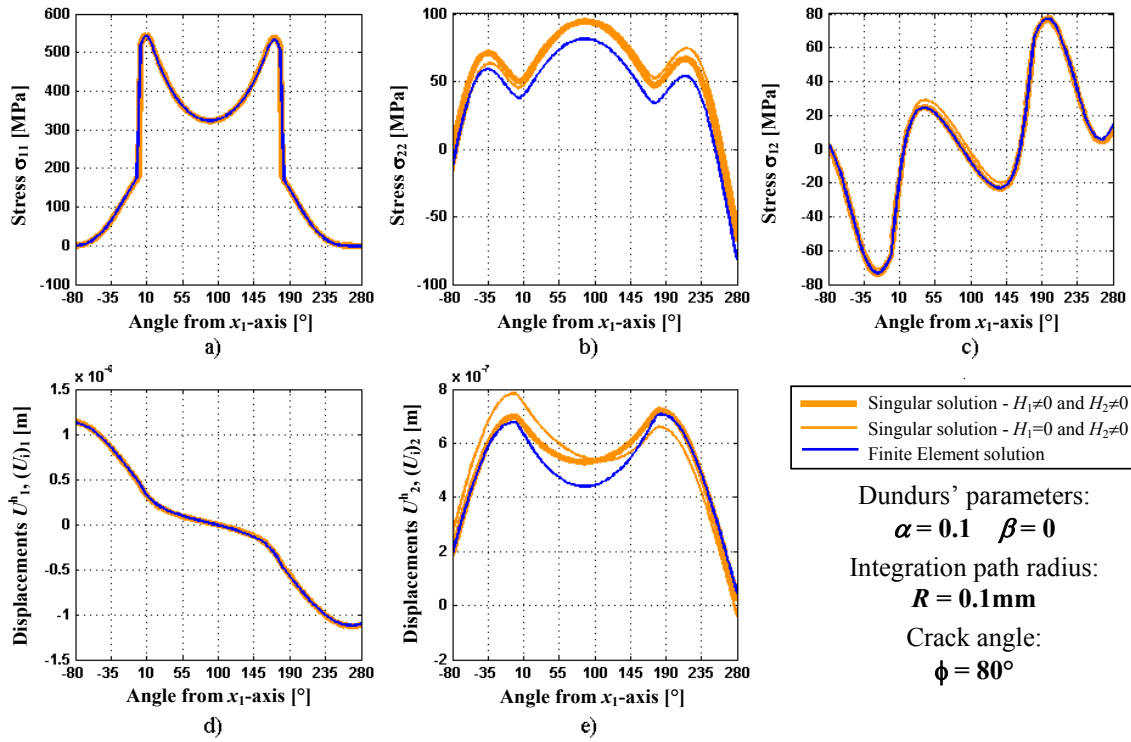 600
500
400
300
200
100
0
-100
Stress σ11 [MPa]
-80 -35 10 55 100 145 190 235 280
Angle from x1-axis [°]
a)
100
50
0
-50
-100
Stress σ22 [MPa]
-80 -35 10 55 100 145 190 235 280
Angle from x1-axis [°]
b)
80
60
40
20
0
-20
-40
-60
-80
Stress σ12 [MPa]
-80 -35 10 55 100 145 190 235 280
Angle from x1-axis [°]
c)
× 10⁻⁶
1.5
1
0.5
0
-0.5
-1
-1.5
Displacements Uʰ1, (Ui)1 [m]
-80 -35 10 55 100 145 190 235 280
Angle from x1-axis [°]
d)
× 10⁻⁷
8
6
4
2
0
-2
Displacements Uʰ2, (Ui)2 [m]
-80 -35 10 55 100 145 190 235 280
Angle from x1-axis [°]
e)
Singular solution - H1≠0 and H2≠0
Singular solution - H1=0 and H2≠0
Finite Element solution
Dundurs' parameters:
α = 0.1 β = 0
Integration path radius:
R = 0.1mm
Crack angle:
ϕ = 80°